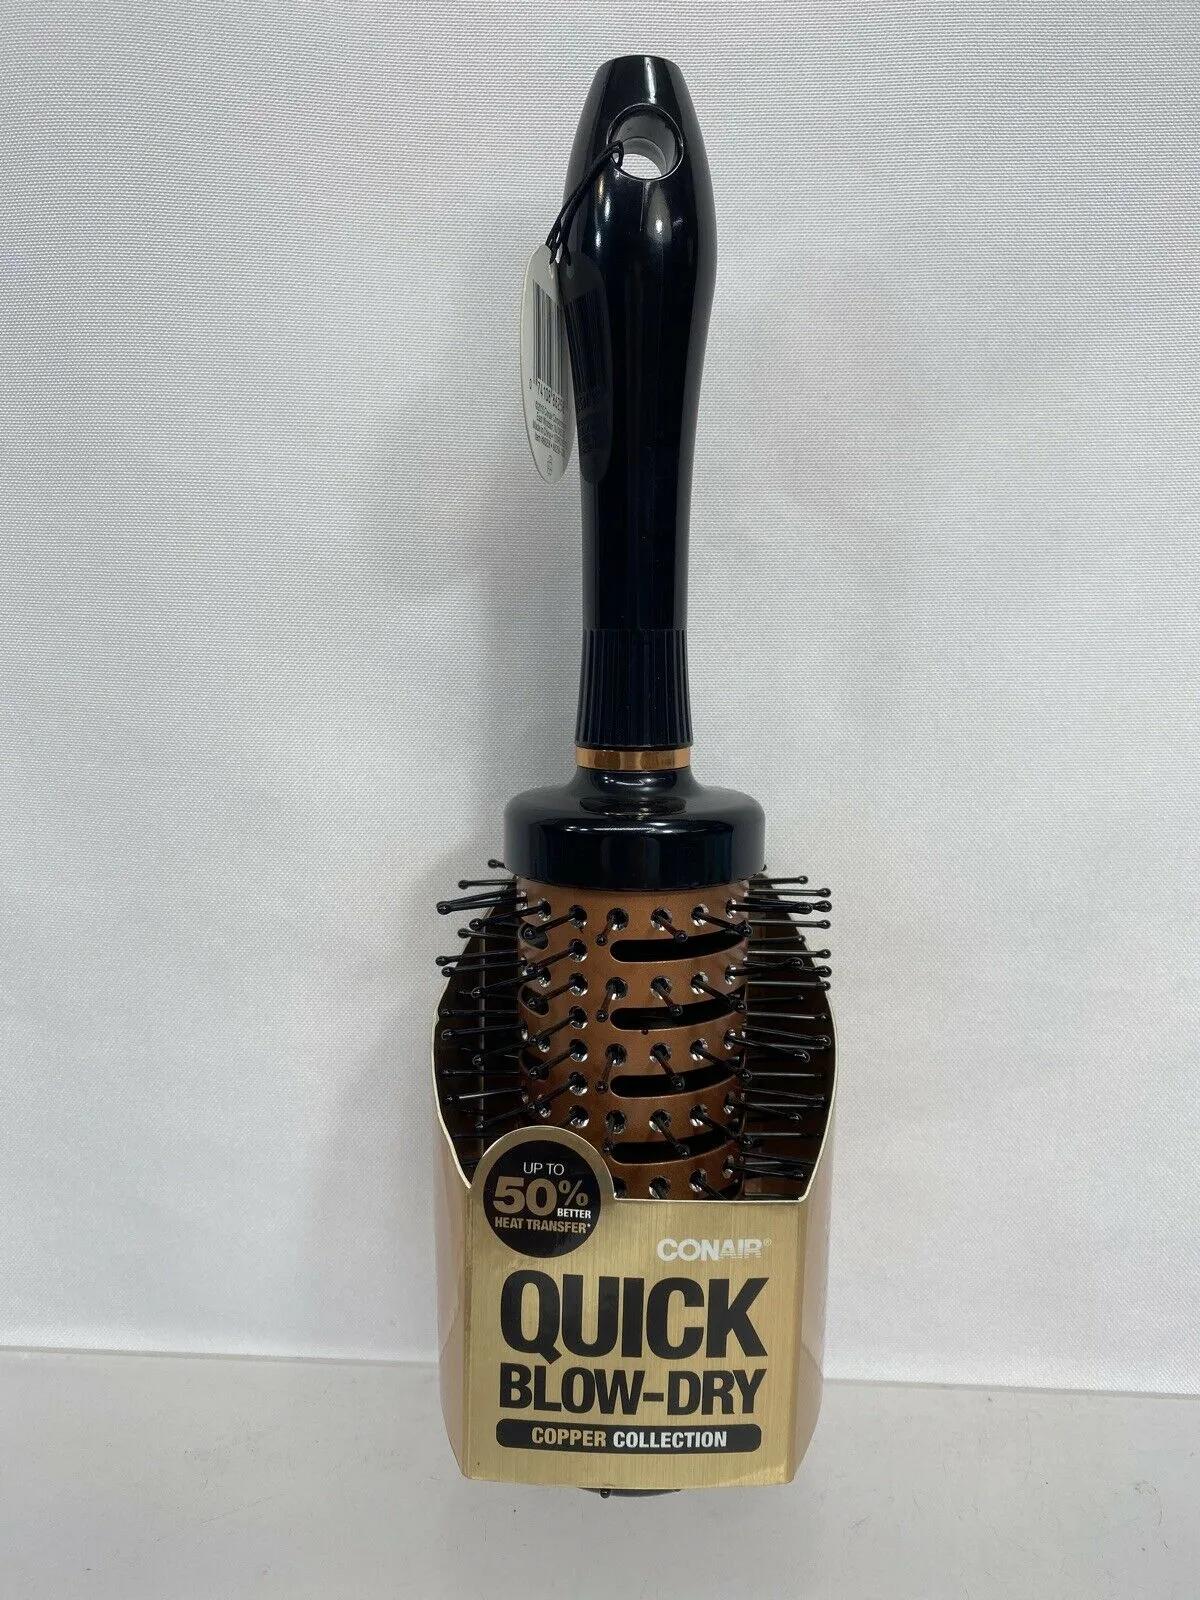 UP TO
50%
BETTER
HEAT TRANSFER*
CONAIR®
QUICK
BLOW-DRY
COPPER COLLECTION